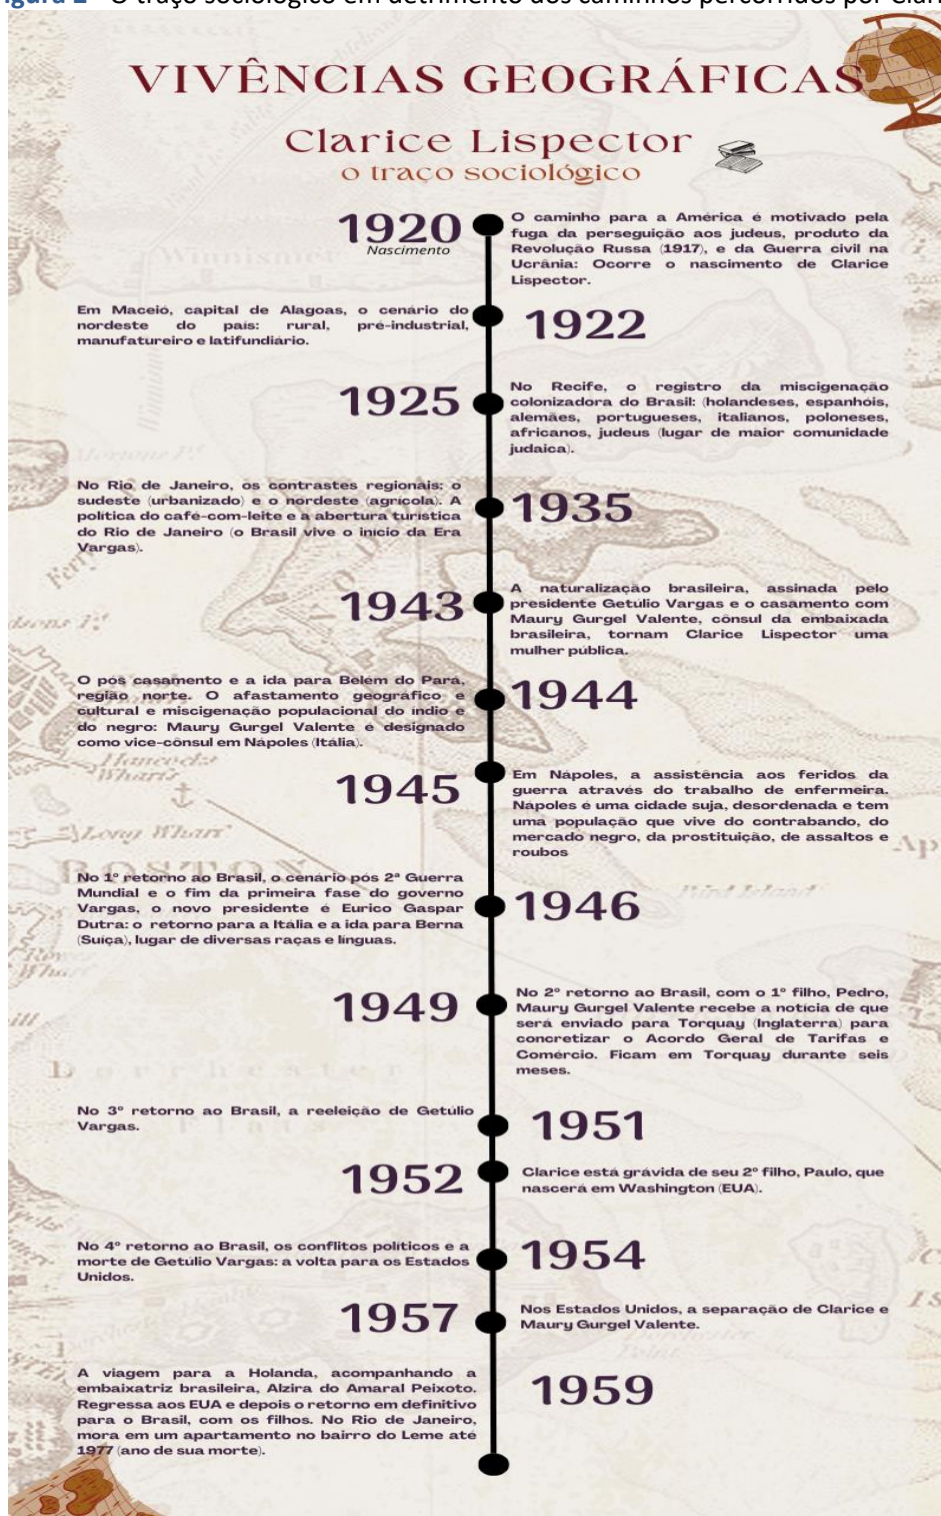 Figura 2 - O traço sociológico em detrimento dos caminhos percorridos por Clari
VIVÊNCIAS GEOGRÁFICAS
Clarice Lispector
o traço sociológico
1920
Nascimento
O caminho para a América é motivado pela
fuga da perseguição aos judeus, produto da
Revolução Russa (1917), e da Guerra civil na
Ucrânia: Ocorre o nascimento de Clarice
Lispector.
Em Maceió, capital de Alagoas, o cenário do
nordeste do país: rural, pré-industrial,
manufatureiro e latifundiário.
1922
1925
No Recife, o registro da miscigenação
colonizadora do Brasil: (holandeses, espanhóis,
alemães, portugueses, italianos, poloneses,
africanos, judeus (lugar de maior comunidade
judaica).
No Rio de Janeiro, os contrastes regionais: o
sudeste (urbanizado) e o nordeste (agrícola). A
política do café-com-leite e a abertura turística
do Rio de Janeiro (o Brasil vive o início da Era
Vargas).
1935
1943
A naturalização brasileira, assinada pelo
presidente Getúlio Vargas e o casamento com
Maury Gurgel Valente, cônsul da embaixada
brasileira, tornam Clarice Lispector uma
mulher pública.
O pós casamento e a ida para Belém do Pará,
região norte. O afastamento geográfico e
cultural e miscigenação populacional do índio e
do negro: Maury Gurgel Valente é designado
como vice-cônsul em Nápoles (Itália).
1944
1945
Em Nápoles, a assistência aos feridos da
guerra através do trabalho de enfermeira.
Nápoles é uma cidade suja, desordenada e tem
uma população que vive do contrabando, do
mercado negro, da prostituição, de assaltos e
roubos
No 1º retorno ao Brasil, o cenário pós 2ª Guerra
Mundial e o fim da primeira fase do governo
Vargas, o novo presidente é Eurico Gaspar
Dutra: o retorno para a Itália e a ida para Berna
(Suíça), lugar de diversas raças e línguas.
1946
1949
No 2º retorno ao Brasil, com o 1º filho, Pedro,
Maury Gurgel Valente recebe a notícia de que
será enviado para Torquay (Inglaterra) para
concretizar o Acordo Geral de Tarifas e
Comércio. Ficam em Torquay durante seis
meses.
No 3º retorno ao Brasil, a reeleição de Getúlio
Vargas.
1951
1952
Clarice está grávida de seu 2º filho, Paulo, que
nascerá em Washington (EUA).
No 4º retorno ao Brasil, os conflitos políticos e a
morte de Getúlio Vargas: a volta para os Estados
Unidos.
1954
1957
Nos Estados Unidos, a separação de Clarice e
Maury Gurgel Valente.
A viagem para a Holanda, acompanhando a
embaixatriz brasileira, Alzira do Amaral Peixoto.
Regressa aos EUA e depois o retorno em definitivo
para o Brasil, com os filhos. No Rio de Janeiro,
mora em um apartamento no bairro do Leme até
1977 (ano de sua morte).
1959